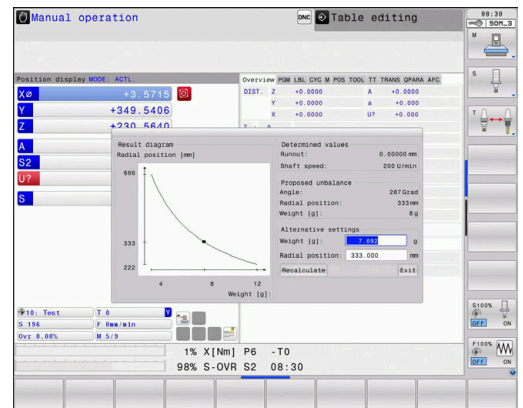 Manual operation
DNC
Table editing
08:30
SOM_3
Position display MODE: ACTL.
Overview PGM LBL CYC M POS TOOL TT TRANS QPARA AFC
XØ +3.5715
DIST. Z +0.0000 A +0.0000
Y +349.5406
Y +0.0000 a +0.000
Z +230.5640
X +0.0000 U? +0.000
A
S2
U?
S
M
S
T
Result diagram
Radial position [mm]
666
333
222
4 8 12
Weight [g]:
Determined values
Runout: 0.00000 mm
Shaft speed: 200 U/min
Proposed unbalance
Angle: 287 Grad
Radial position: 333 mm
Weight [g]: 8 g
Alternative settings
Weight [g]: 7.692 g
Radial position: 333.000 mm
Recalculate Exit
10: Test T 0 Y
S 196 F 0mm/min
Ovr 0.00% M 5/9
1% X[Nm] P6 -T0
98% S-OVR S2 08:30
S100%
OFF ON
F100%
OFF ON